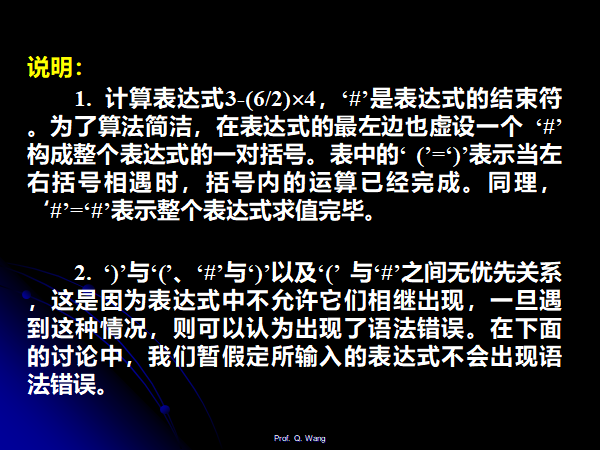 说明：
1. 计算表达式3-(6/2)×4，‘#’是表达式的结束符
。为了算法简洁，在表达式的最左边也虚设一个 ‘#’
构成整个表达式的一对括号。表中的‘ (’=‘)’表示当左
右括号相遇时，括号内的运算已经完成。同理，
‘#’=‘#’表示整个表达式求值完毕。
2. ‘)’与‘(’、‘#’与‘)’以及‘(’ 与‘#’之间无优先关系
，这是因为表达式中不允许它们相继出现，一旦遇
到这种情况，则可以认为出现了语法错误。在下面
的讨论中，我们暂假定所输入的表达式不会出现语
法错误。
Prof. Q. Wang